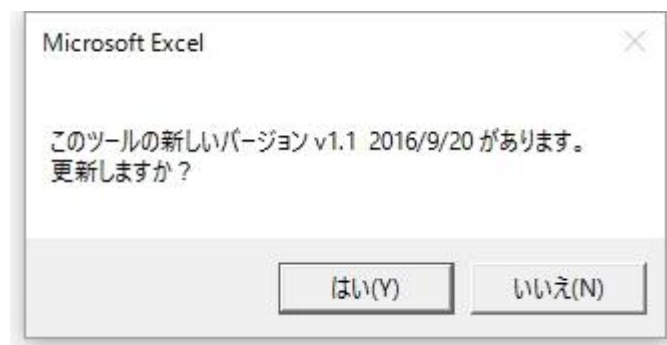 Microsoft Excel
このツールの新しいバージョン v1.1  2016/9/20 があります。
更新しますか？
はい(Y)
いいえ(N)